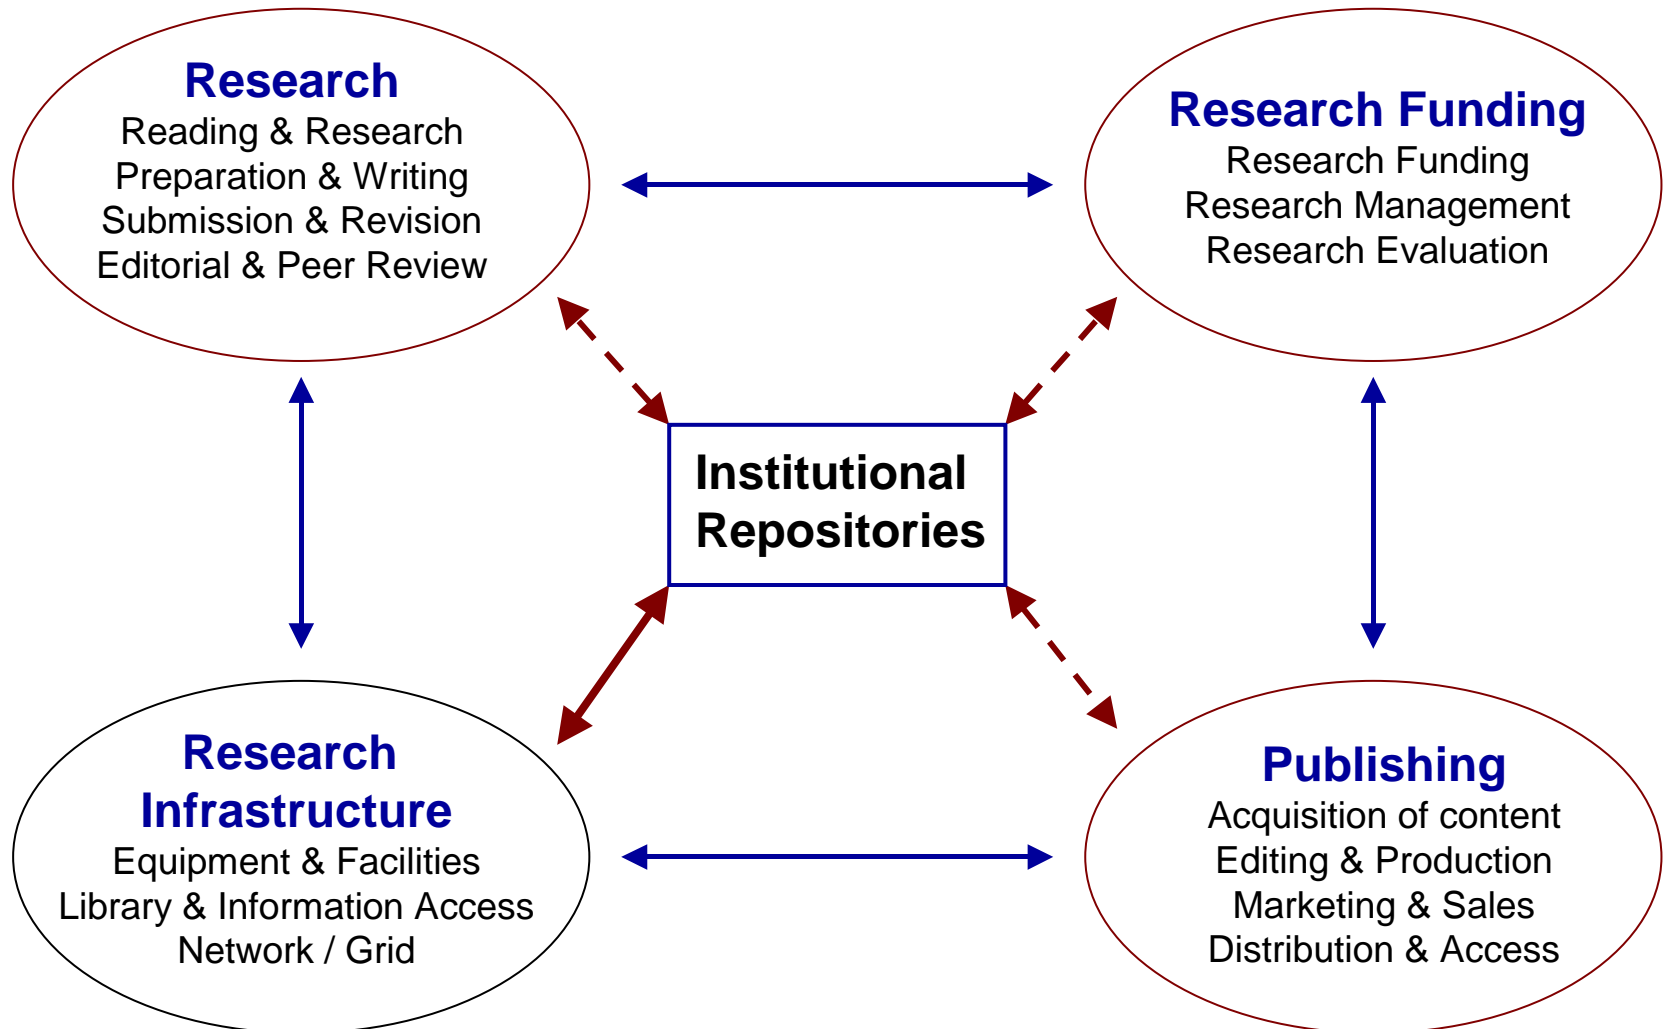 Research
Reading & Research
Preparation & Writing
Submission & Revision
Editorial & Peer Review
Research Funding
Research Funding
Research Management
Research Evaluation
Institutional
Repositories
Research
Infrastructure
Equipment & Facilities
Library & Information Access
Network / Grid
Publishing
Acquisition of content
Editing & Production
Marketing & Sales
Distribution & Access